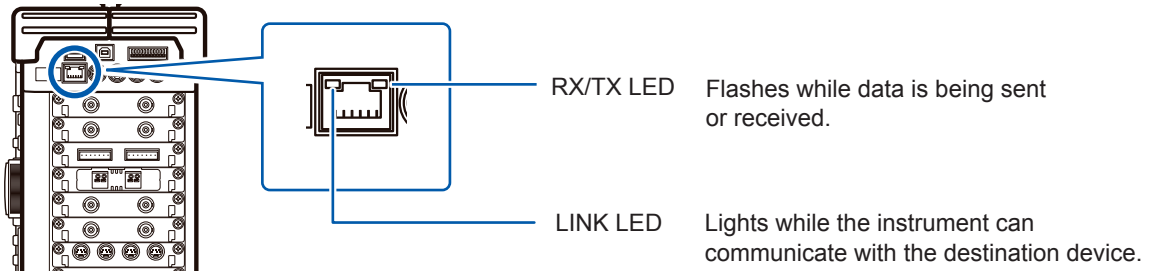 RX/TX LED
Flashes while data is being sent
or received.
LINK LED
Lights while the instrument can
communicate with the destination device.